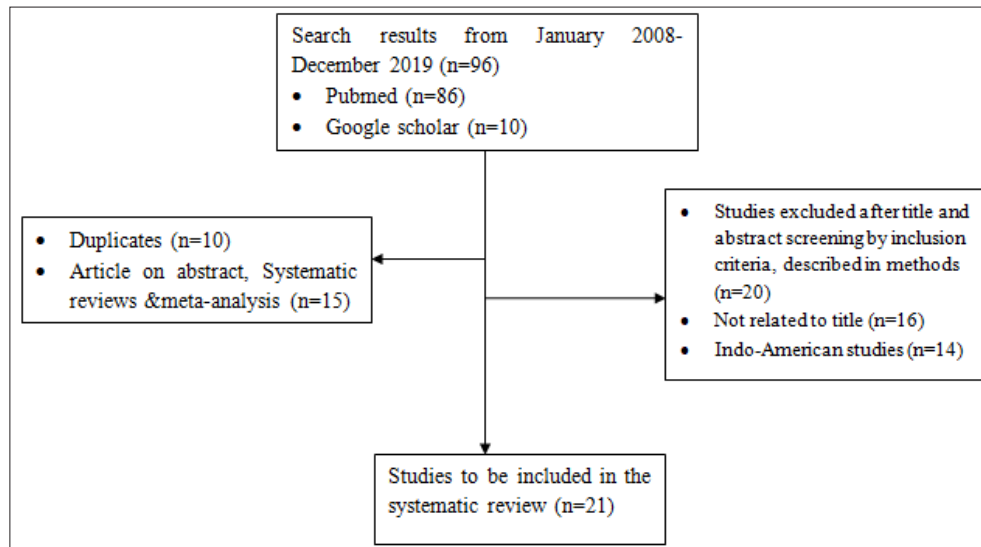 Search results from January 2008-
December 2019 (n=96)
• Pubmed (n=86)
• Google scholar (n=10)
• Duplicates (n=10)
• Article on abstract, Systematic
reviews &meta-analysis (n=15)
• Studies excluded after title and
abstract screening by inclusion
criteria, described in methods
(n=20)
• Not related to title (n=16)
• Indo-American studies (n=14)
Studies to be included in the
systematic review (n=21)